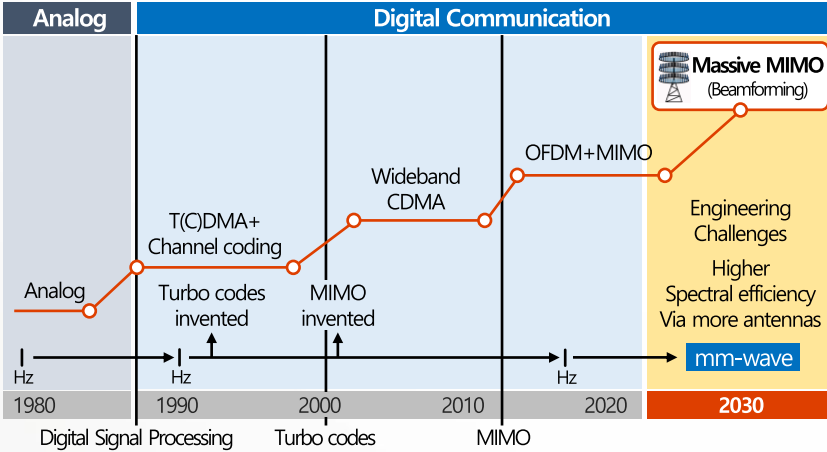 Analog
Digital Communication
Massive MIMO
(Beamforming)
OFDM+MIMO
Wideband
CDMA
T(C)DMA+
Channel coding
Analog
Turbo codes
invented
MIMO
invented
Engineering
Challenges
Higher
Spectral efficiency
Via more antennas
Hz
Hz
Hz
mm-wave
1980
1990
2000
2010
2020
2030
Digital Signal Processing
Turbo codes
MIMO